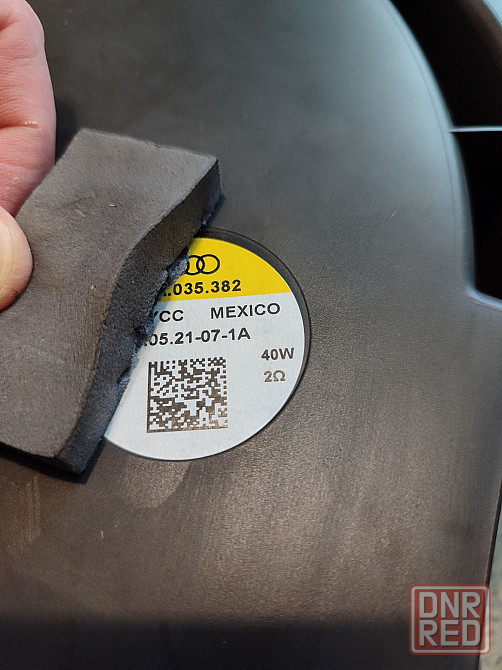 .035.382
CC MEXICO
.05.21-07-1A
40W
2Ω
DNR
RED